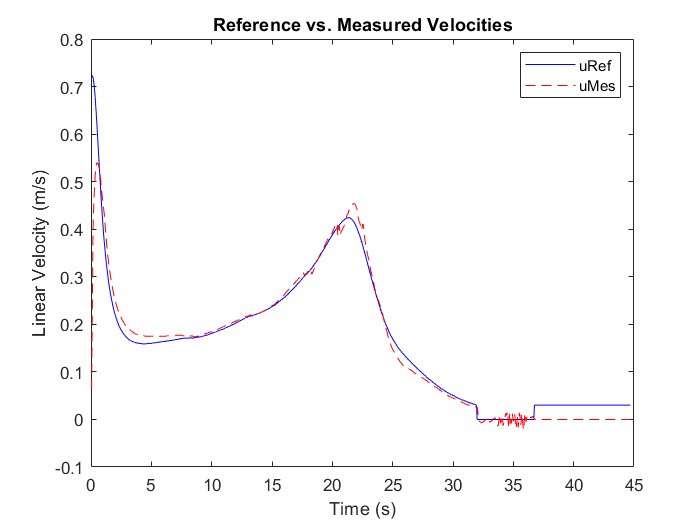 Reference vs. Measured Velocities
0.8
0.7
0.6
0.5
0.4
0.3
0.2
0.1
0
-0.1
Linear Velocity (m/s)
uRef
uMes
0 5 10 15 20 25 30 35 40 45
Time (s)